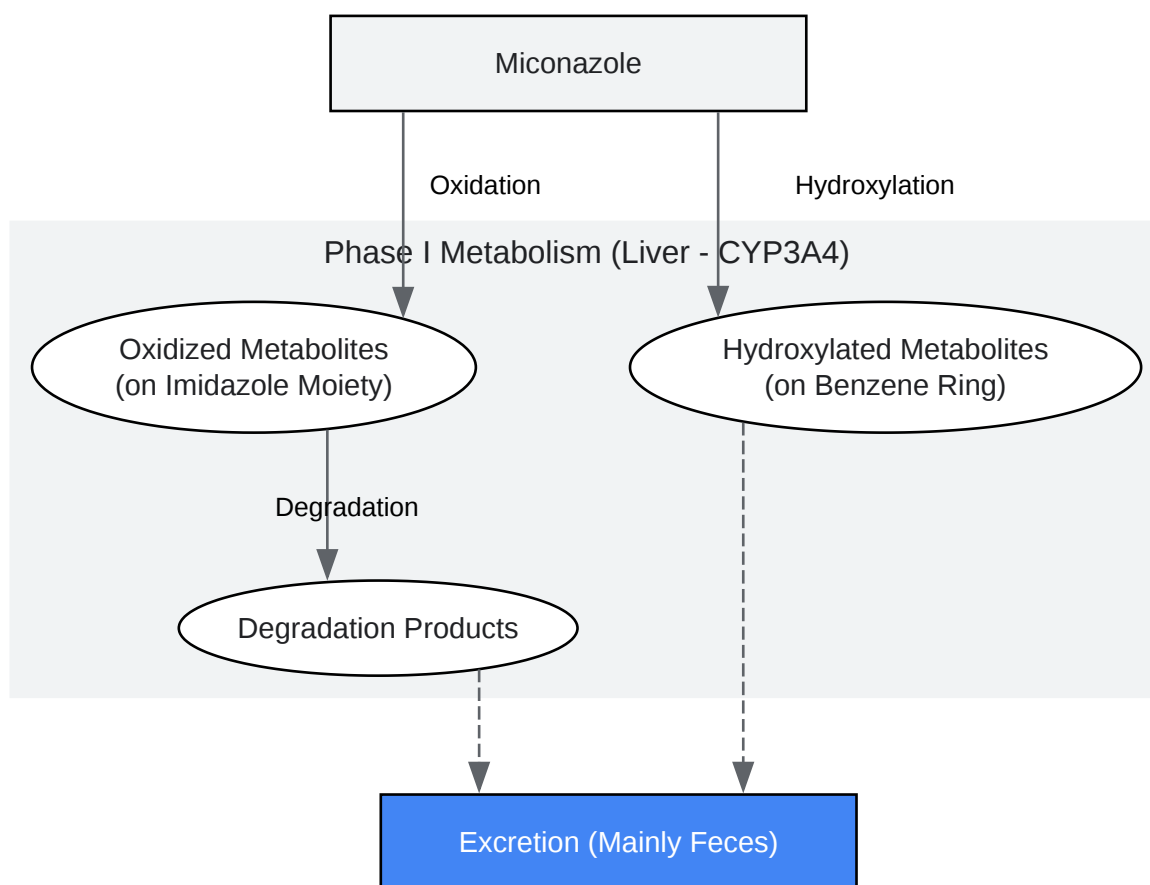 Miconazole
Oxidation
Hydroxylation
Phase I Metabolism (Liver - CYP3A4)
Oxidized Metabolites
(on Imidazole Moiety)
Hydroxylated Metabolites
(on Benzene Ring)
Degradation
Degradation Products
Excretion (Mainly Feces)